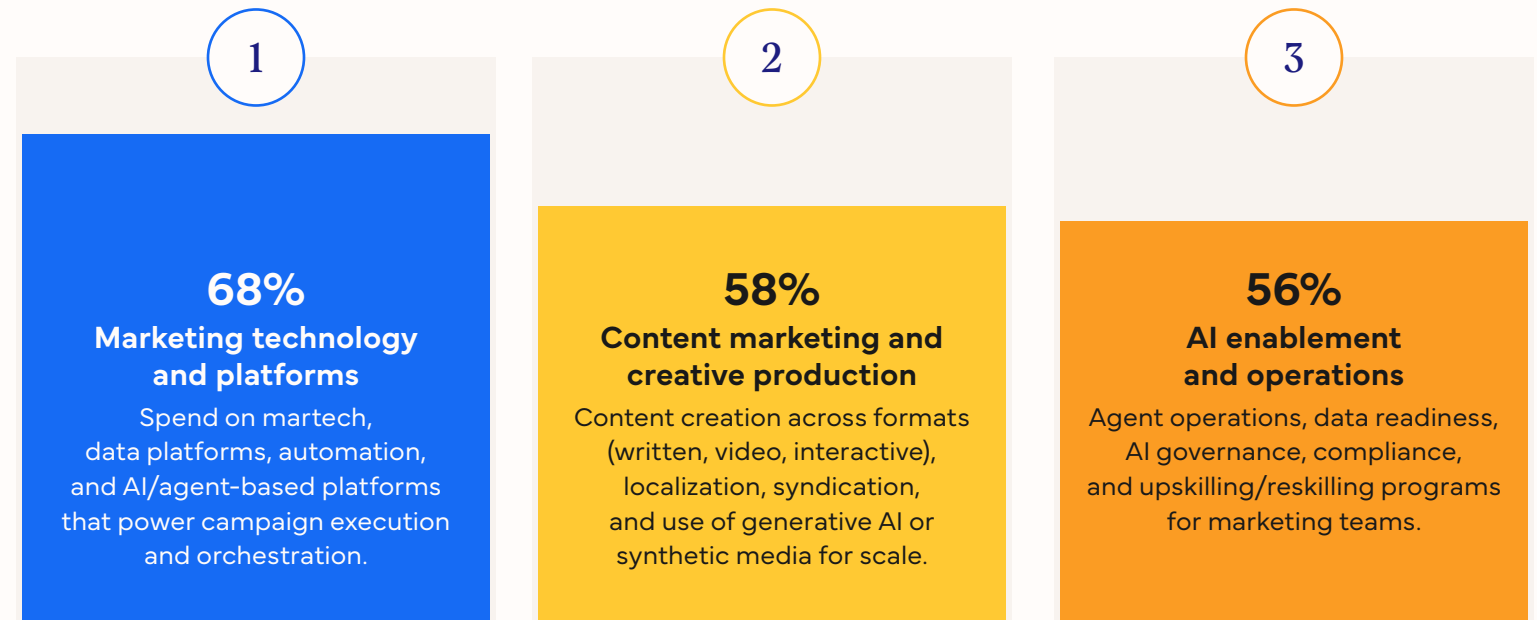 1
68%
Marketing technology
and platforms
Spend on martech,
data platforms, automation,
and AI/agent-based platforms
that power campaign execution
and orchestration.
2
58%
Content marketing and
creative production
Content creation across formats
(written, video, interactive),
localization, syndication,
and use of generative AI or
synthetic media for scale.
3
56%
AI enablement
and operations
Agent operations, data readiness,
AI governance, compliance,
and upskilling/reskilling programs
for marketing teams.